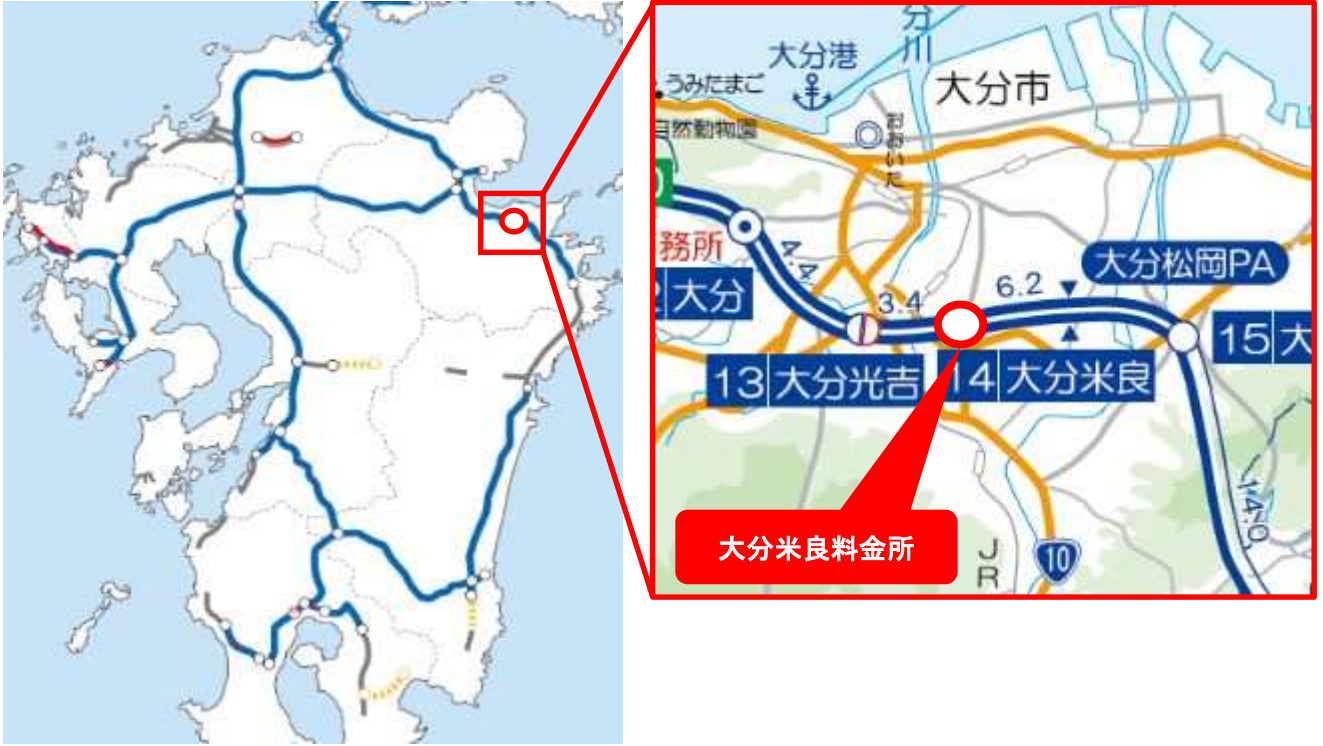 分川
大分港
うみたまご
大分市
自然動物園
おおいた
務所
大分松岡PA
4.4
大分
3.4
6.2
13 大分光吉
14 大分米良
15 大
14.0
大分米良料金所
JR
10